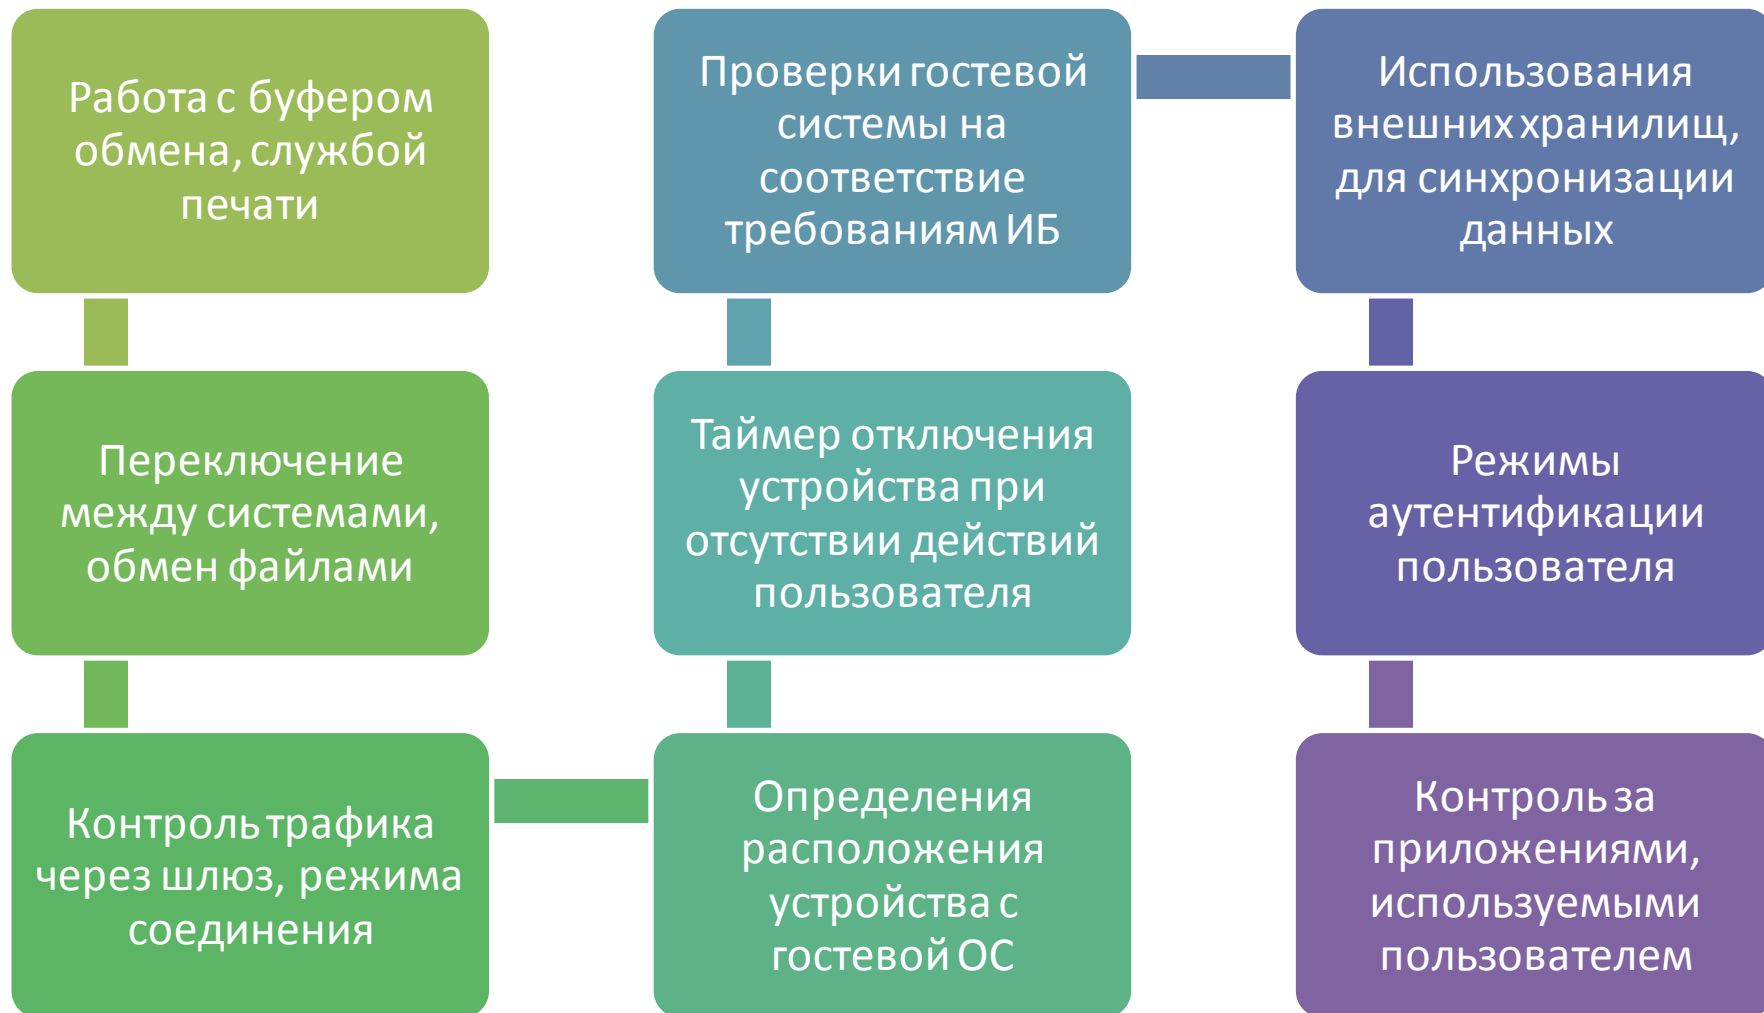 Работа с буфером
обмена, службой
печати
Переключение
между системами,
обмен файлами
Контроль трафика
через шлюз, режима
соединения
Определения
расположения
устройства с
гостевой ОС
Таймер отключения
устройства при
отсутствии действий
пользователя
Проверки гостевой
системы на
соответствие
требованиям ИБ
Использования
внешних хранилищ,
для синхронизации
данных
Режимы
аутентификации
пользователя
Контроль за
приложениями,
используемыми
пользователем